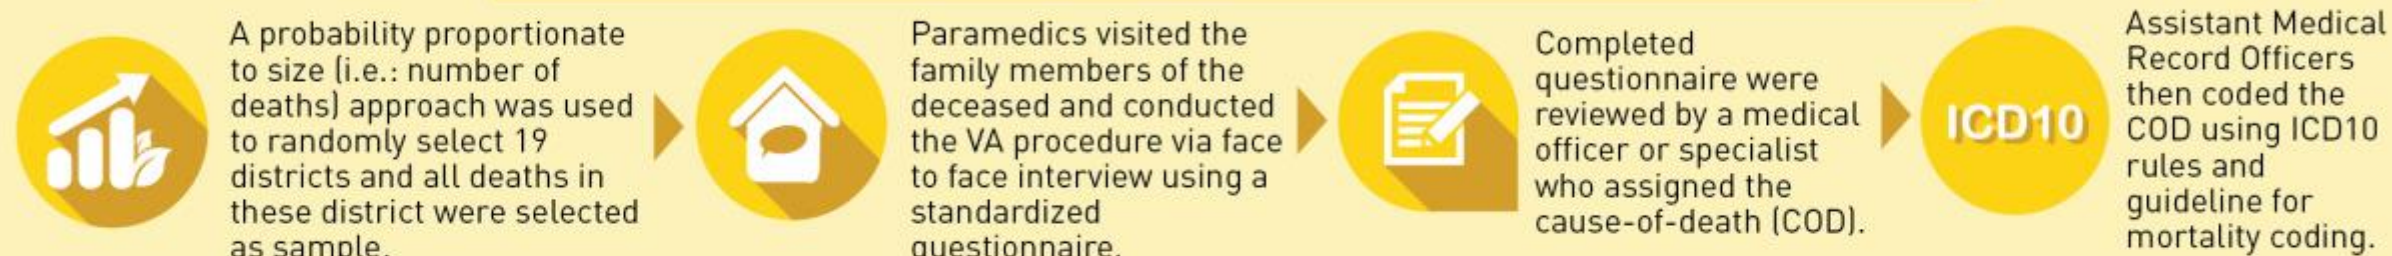 A probability proportionate
to size (i.e.: number of
deaths) approach was used
to randomly select 19
districts and all deaths in
these district were selected
as sample.
Paramedics visited the
family members of the
deceased and conducted
the VA procedure via face
to face interview using a
standardized
questionnaire.
Completed
questionnaire were
reviewed by a medical
officer or specialist
who assigned the
cause-of-death (COD).
ICD10
Assistant Medical
Record Officers
then coded the
COD using ICD10
rules and
guideline for
mortality coding.